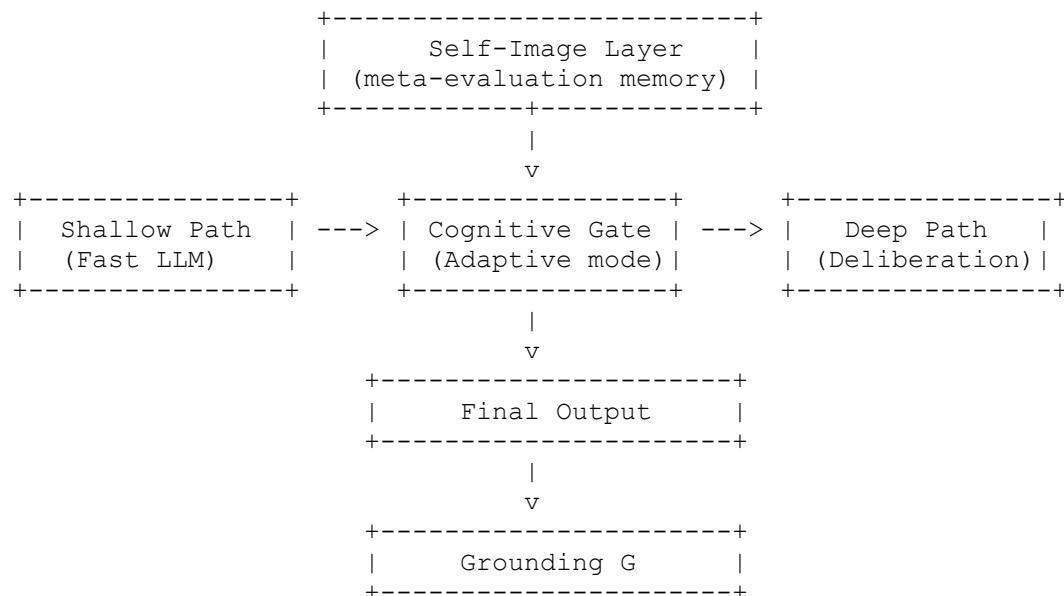 Self-Image Layer
(meta-evaluation memory)
Shallow Path ---> Cognitive Gate ---> Deep Path
(Fast LLM) (Adaptive mode) (Deliberation)
Final Output
Grounding G